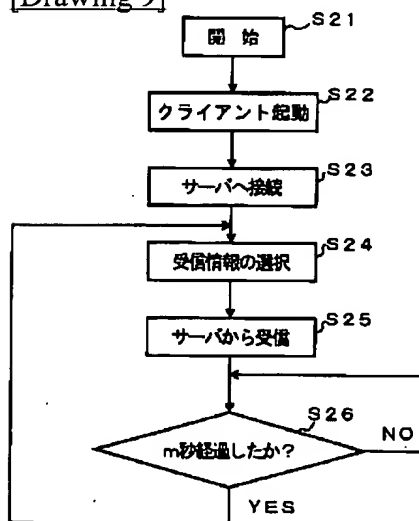 [Drawing 9]
S21
開始
S22
クライアント起動
S23
サーバへ接続
S24
受信情報の選択
S25
サーバから受信
S26
m秒経過したか?
NO
YES